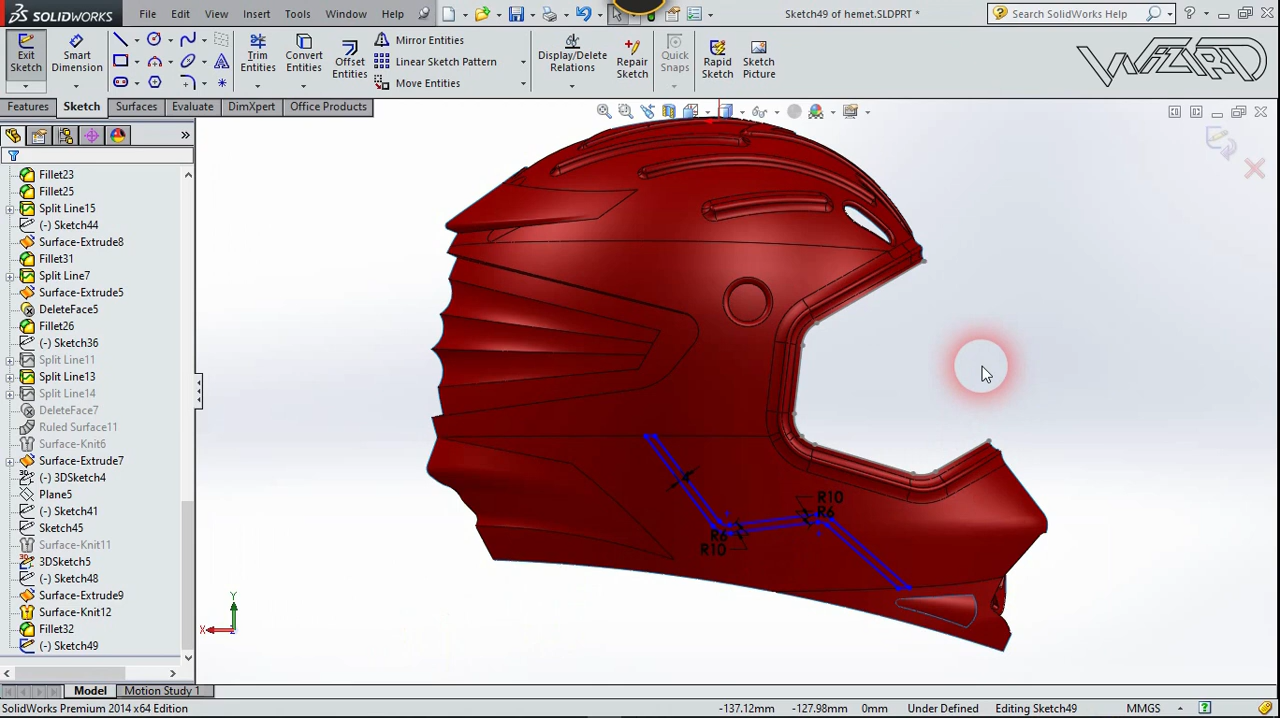 SOLIDWORKS File Edit View Insert Tools Window Help Sketch49 of hemet.SLDPRT Search SolidWorks Help
Exit Sketch
Smart Dimension
Trim Entities
Convert Entities
Offset Entities
Mirror Entities
Linear Sketch Pattern
Move Entities
Display/Delete Relations
Repair Sketch
Quick Snaps
Rapid Sketch
Sketch Picture
WIZARD
Features Sketch Surfaces Evaluate DimXpert Office Products
Fillet23
Fillet25
Split Line15
(-) Sketch44
Surface-Extrude8
Fillet31
Split Line7
Surface-Extrude5
DeleteFace5
Fillet26
(-) Sketch36
Split Line11
Split Line13
Split Line14
DeleteFace7
Ruled Surface11
Surface-Knit6
Surface-Extrude7
(-) 3DSketch4
Plane5
(-) Sketch41
Sketch45
Surface-Knit11
3DSketch5
(-) Sketch48
Surface-Extrude9
Surface-Knit12
Fillet32
(-) Sketch49
R10
R6
R6
R10
Y
X
Model Motion Study 1
SolidWorks Premium 2014 x64 Edition -137.12mm -127.98mm 0mm Under Defined Editing Sketch49 MMGS